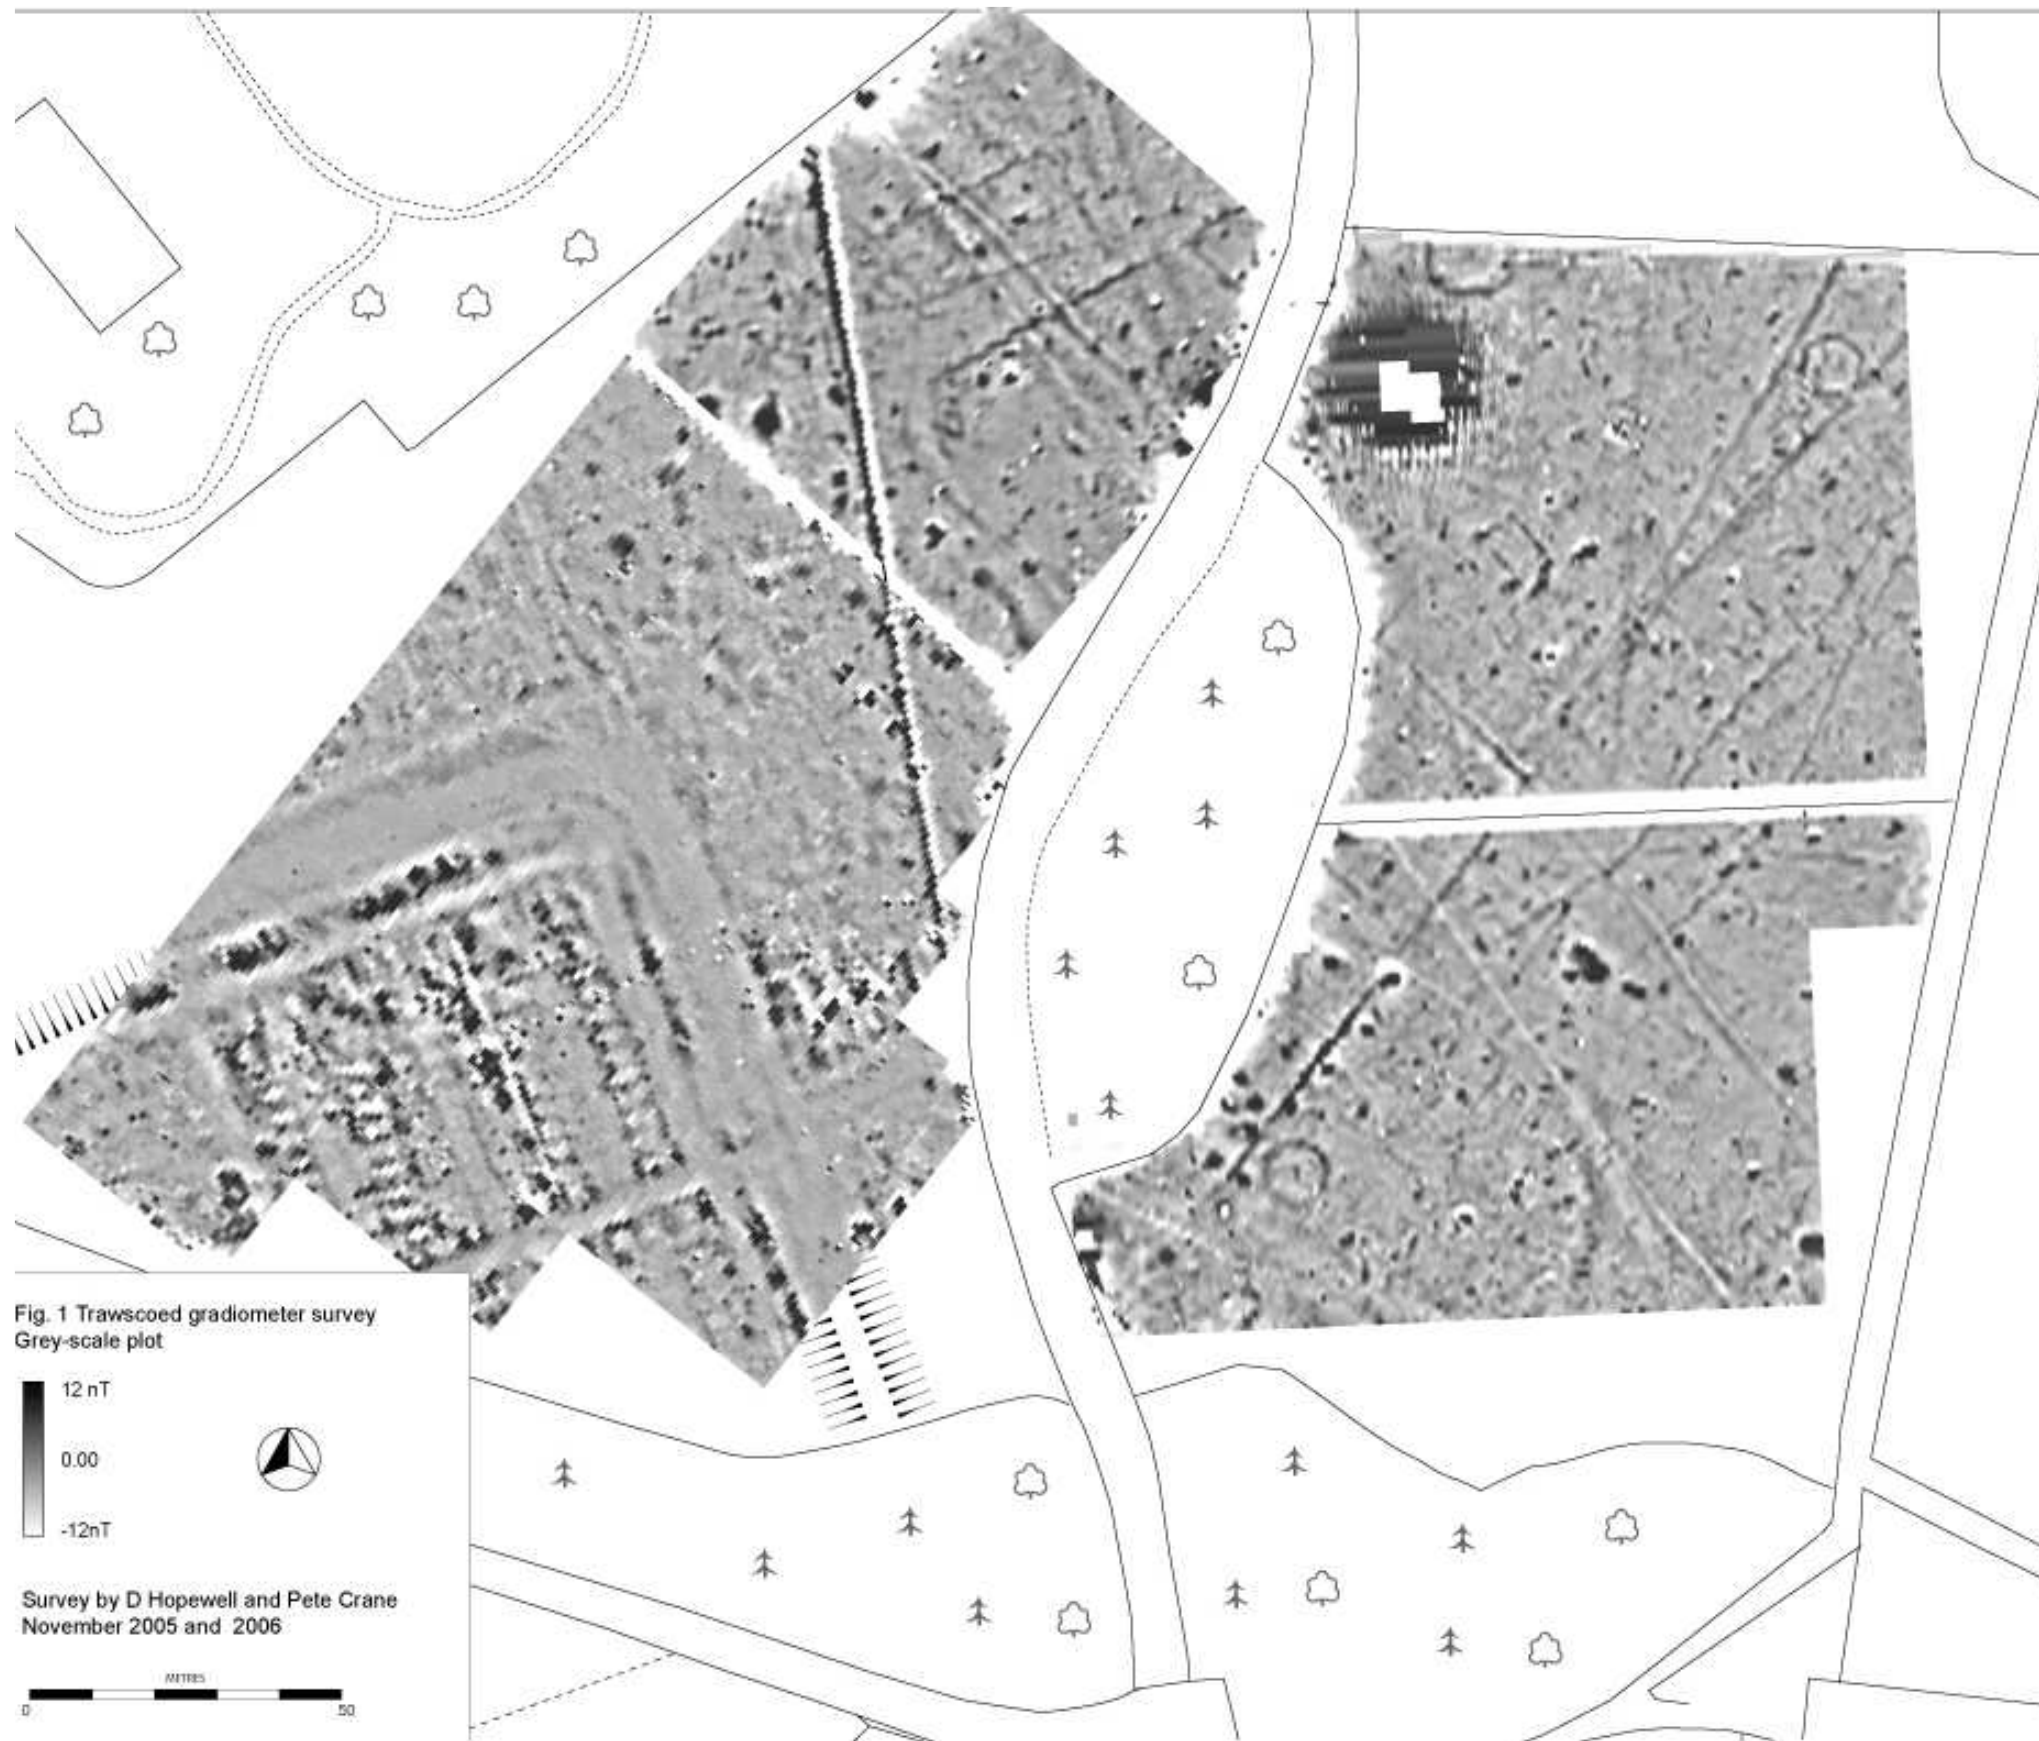 Fig. 1 Trawscoed gradiometer survey
Grey-scale plot
12 nT
0.00
-12nT
Survey by D Hopewell and Pete Crane
November 2005 and 2006
METRES
0 50